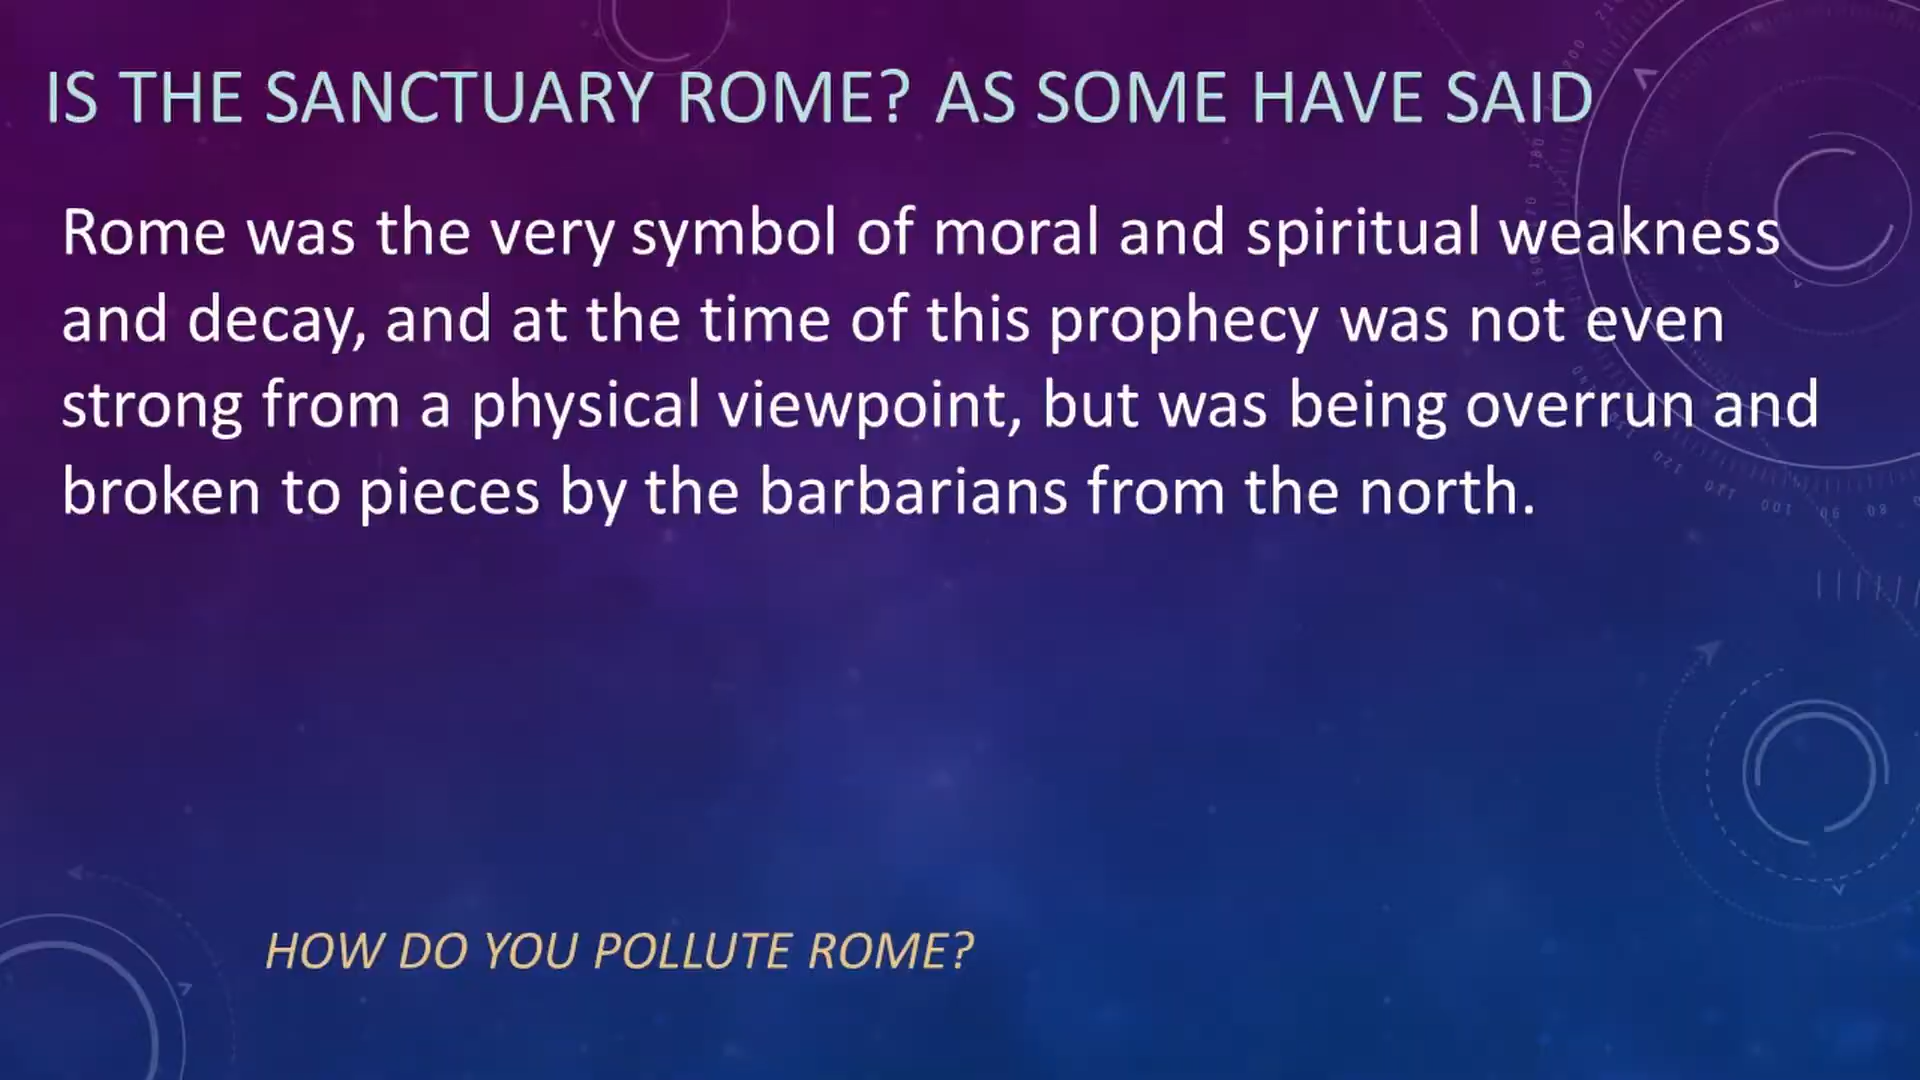 IS THE SANCTUARY ROME? AS SOME HAVE SAID
Rome was the very symbol of moral and spiritual weakness
and decay, and at the time of this prophecy was not even
strong from a physical viewpoint, but was being overrun and
broken to pieces by the barbarians from the north.
HOW DO YOU POLLUTE ROME?